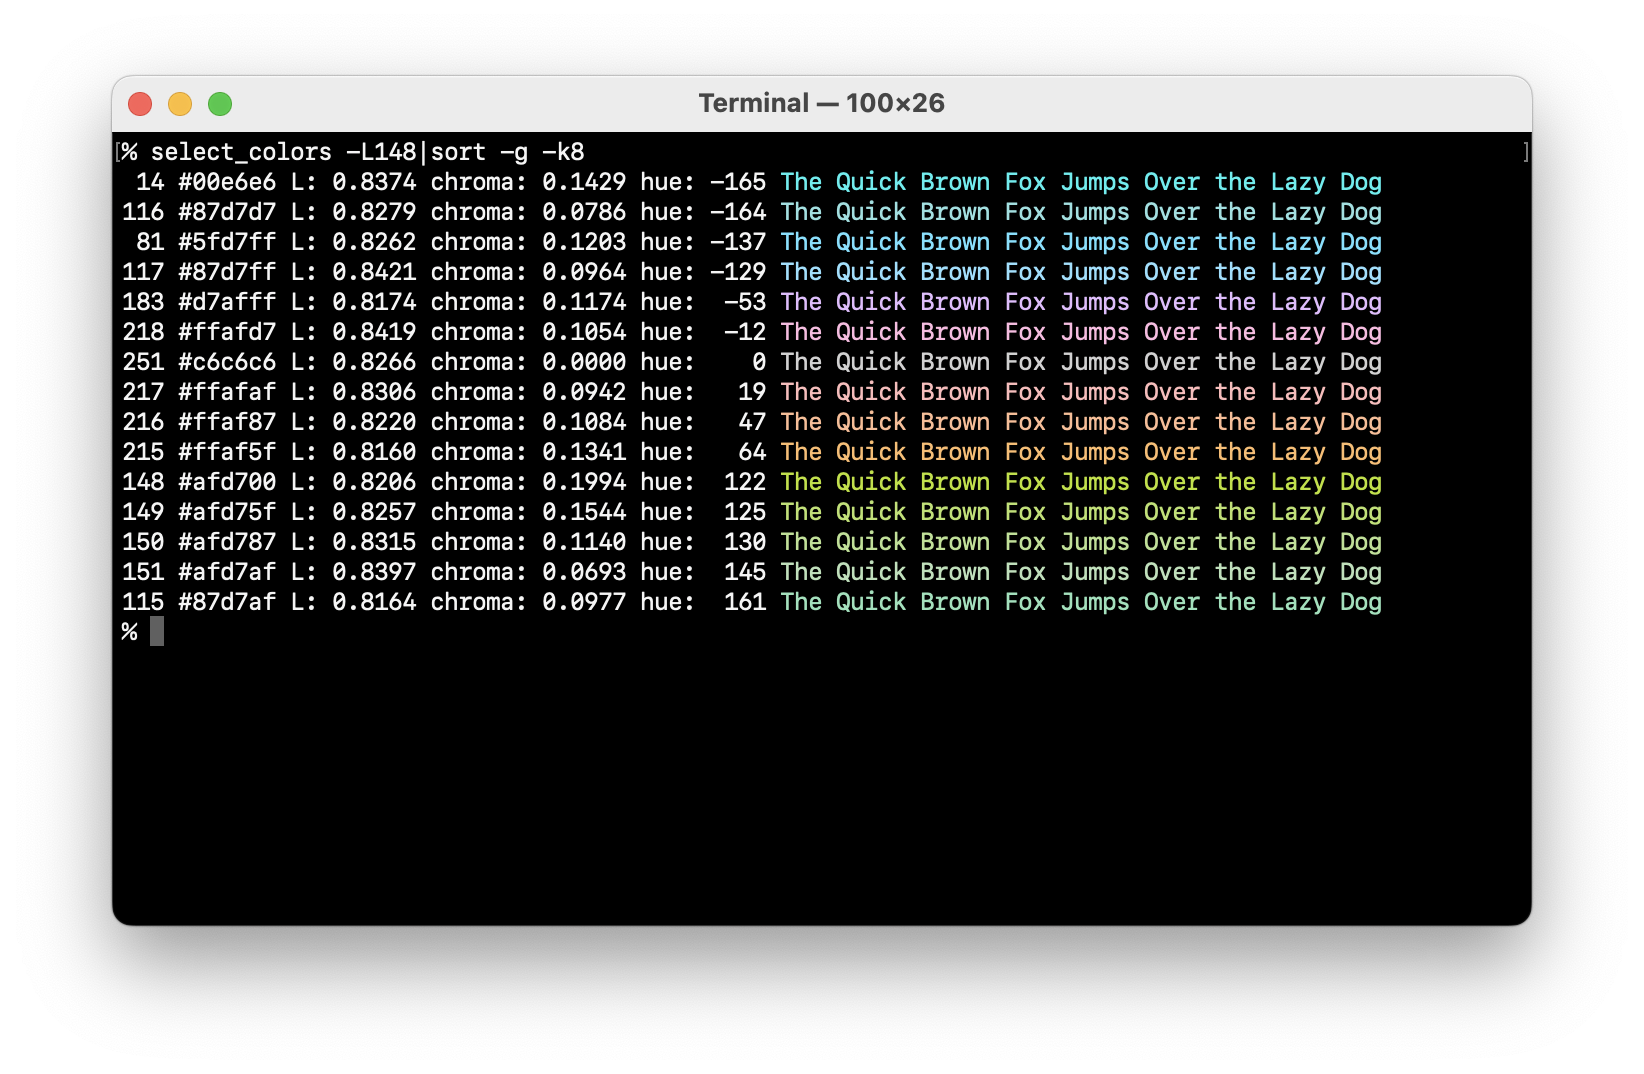 Terminal — 100×26
[% select_colors -L148|sort -g -k8 ]
14 #00e6e6 L: 0.8374 chroma: 0.1429 hue: -165 The Quick Brown Fox Jumps Over the Lazy Dog
116 #87d7d7 L: 0.8279 chroma: 0.0786 hue: -164 The Quick Brown Fox Jumps Over the Lazy Dog
81 #5fd7ff L: 0.8262 chroma: 0.1203 hue: -137 The Quick Brown Fox Jumps Over the Lazy Dog
117 #87d7ff L: 0.8421 chroma: 0.0964 hue: -129 The Quick Brown Fox Jumps Over the Lazy Dog
183 #d7afff L: 0.8174 chroma: 0.1174 hue: -53 The Quick Brown Fox Jumps Over the Lazy Dog
218 #ffafd7 L: 0.8419 chroma: 0.1054 hue: -12 The Quick Brown Fox Jumps Over the Lazy Dog
251 #c6c6c6 L: 0.8266 chroma: 0.0000 hue: 0 The Quick Brown Fox Jumps Over the Lazy Dog
217 #ffafaf L: 0.8306 chroma: 0.0942 hue: 19 The Quick Brown Fox Jumps Over the Lazy Dog
216 #ffaf87 L: 0.8220 chroma: 0.1084 hue: 47 The Quick Brown Fox Jumps Over the Lazy Dog
215 #ffaf5f L: 0.8160 chroma: 0.1341 hue: 64 The Quick Brown Fox Jumps Over the Lazy Dog
148 #afd700 L: 0.8206 chroma: 0.1994 hue: 122 The Quick Brown Fox Jumps Over the Lazy Dog
149 #afd75f L: 0.8257 chroma: 0.1544 hue: 125 The Quick Brown Fox Jumps Over the Lazy Dog
150 #afd787 L: 0.8315 chroma: 0.1140 hue: 130 The Quick Brown Fox Jumps Over the Lazy Dog
151 #afd7af L: 0.8397 chroma: 0.0693 hue: 145 The Quick Brown Fox Jumps Over the Lazy Dog
115 #87d7af L: 0.8164 chroma: 0.0977 hue: 161 The Quick Brown Fox Jumps Over the Lazy Dog
%